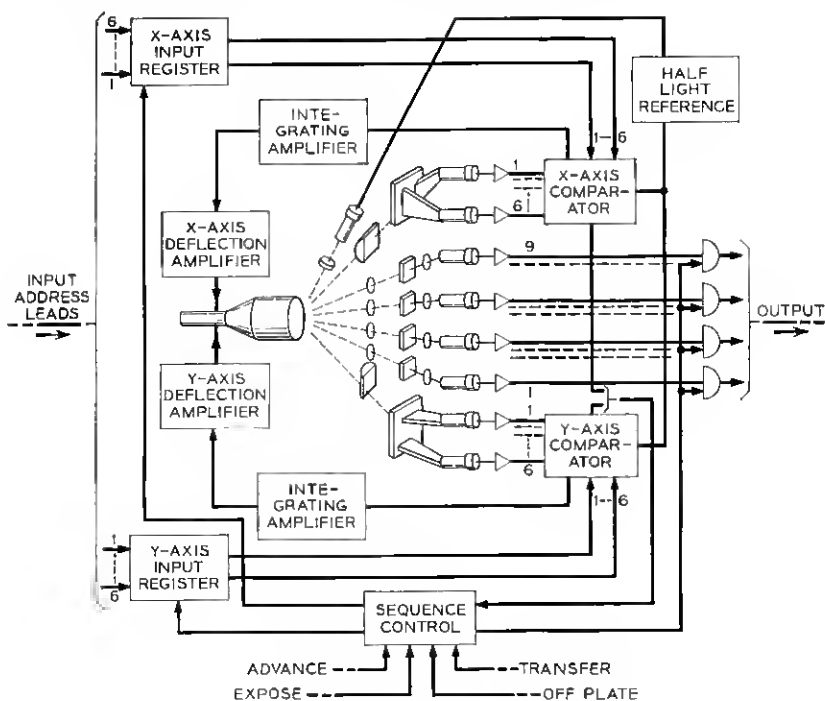 6
1
X-AXIS
INPUT
REGISTER
INTE-
GRATING
AMPLIFIER
HALF
LIGHT
REFERENCE
1--6
1
6
X-AXIS
COMPAR-
ATOR
X-AXIS
DEFLECTION
AMPLIFIER
9
INPUT
ADDRESS
LEADS
OUTPUT
Y-AXIS
DEFLECTION
AMPLIFIER
1
1
6
Y-AXIS
COMPAR-
ATOR
INTE-
GRATING
AMPLIFIER
1--6
1
6
Y-AXIS
INPUT
REGISTER
SEQUENCE
CONTROL
ADVANCE
TRANSFER
EXPOSE
OFF PLATE